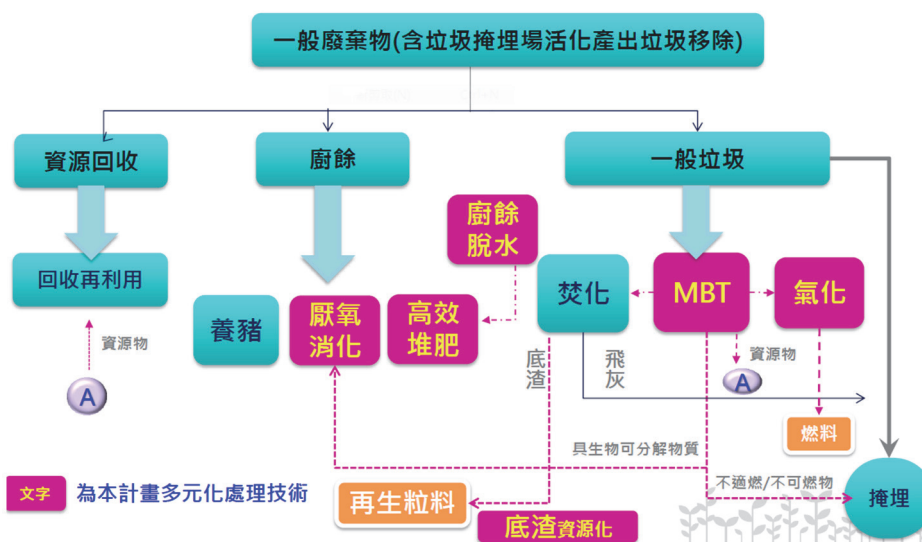 一般廢棄物(含垃圾掩埋場活化產出垃圾移除)
資源回收
廚餘
一般垃圾
回收再利用
廚餘
脫水
養豬
厭氧
消化
高效
堆肥
焚化
MBT
氣化
資源物
A
底渣
飛灰
資源物
A
燃料
具生物可分解物質
不適燃/不可燃物
掩埋
文字 為本計畫多元化處理技術
再生粒料
底渣資源化